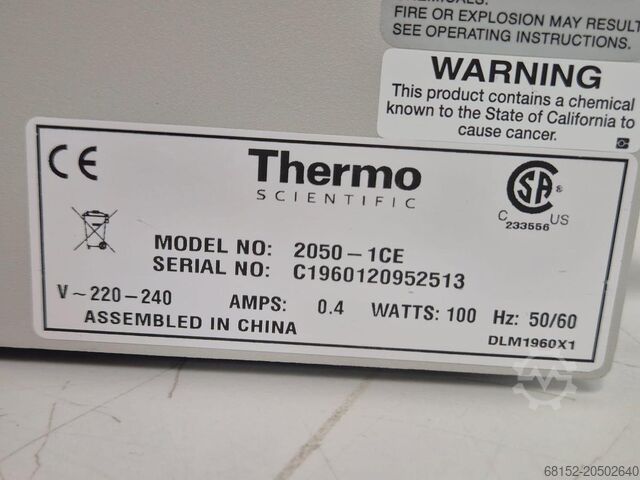 CHEMICALS.
FIRE OR EXPLOSION MAY RESULT
SEE OPERATING INSTRUCTIONS.
WARNING
This product contains a chemical
known to the State of California to
cause cancer.
CE
Thermo
SCIENTIFIC
SA ®
C US
233556
MODEL NO: 2050-1CE
SERIAL NO: C1960120952513
V~220-240 AMPS: 0.4 WATTS: 100 Hz: 50/60
ASSEMBLED IN CHINA
DLM1960X1
68152-20502640